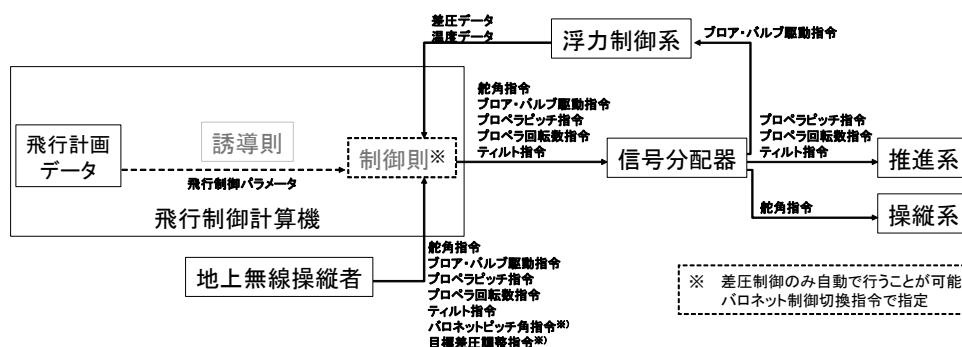 差圧データ
温度データ
浮力制御系
ブロア・バルブ駆動指令
舵角指令
ブロア・バルブ駆動指令
プロペラピッチ指令
プロペラ回転数指令
ティルト指令
プロペラピッチ指令
プロペラ回転数指令
ティルト指令
飛行計画
データ
誘導則
制御則※
信号分配器
推進系
飛行制御パラメータ
舵角指令
操縦系
飛行制御計算機
地上無線操縦者
舵角指令
ブロア・バルブ駆動指令
プロペラピッチ指令
プロペラ回転数指令
ティルト指令
バロネットピッチ角指令※)
目標差圧調整指令※)
※ 差圧制御のみ自動で行うことが可能
バロネット制御切換指令で指定